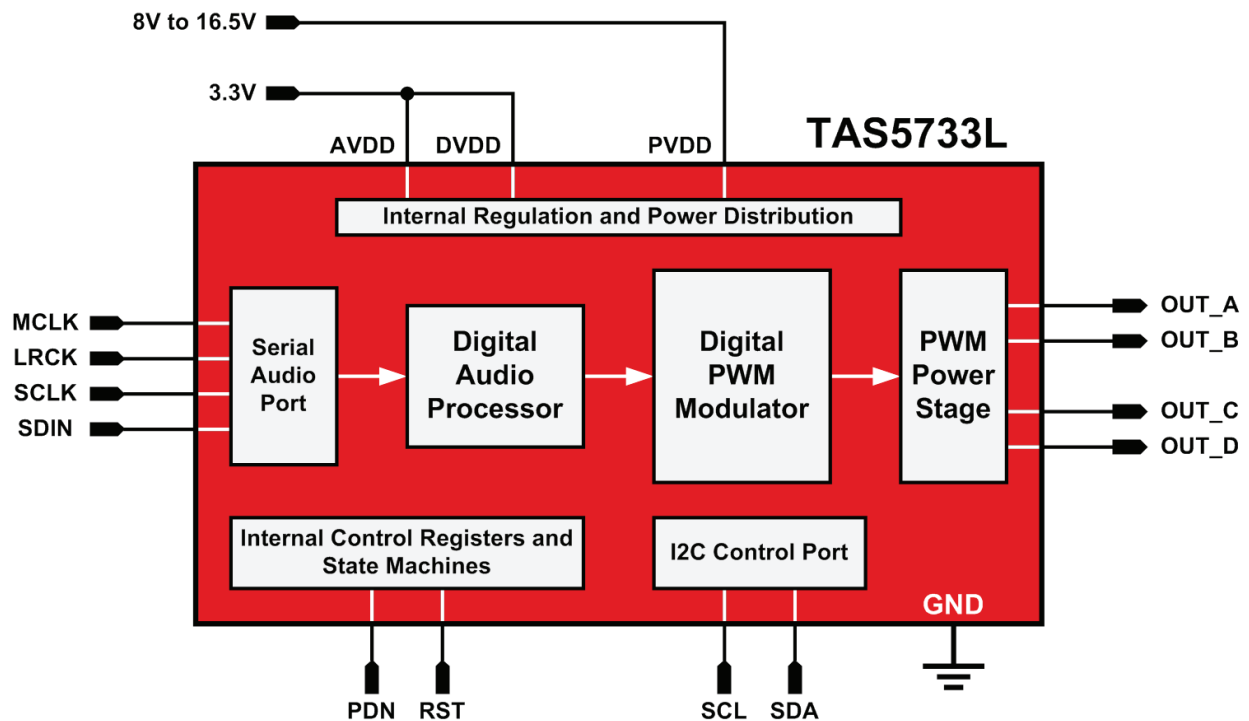 8V to 16.5V
3.3V
TAS5733L
AVDD
DVDD
PVDD
Internal Regulation and Power Distribution
MCLK
LRCK
SCLK
SDIN
Serial
Audio
Port
Digital
Audio
Processor
Digital
PWM
Modulator
PWM
Power
Stage
OUT_A
OUT_B
OUT_C
OUT_D
Internal Control Registers and
State Machines
I2C Control Port
GND
PDN
RST
SCL
SDA